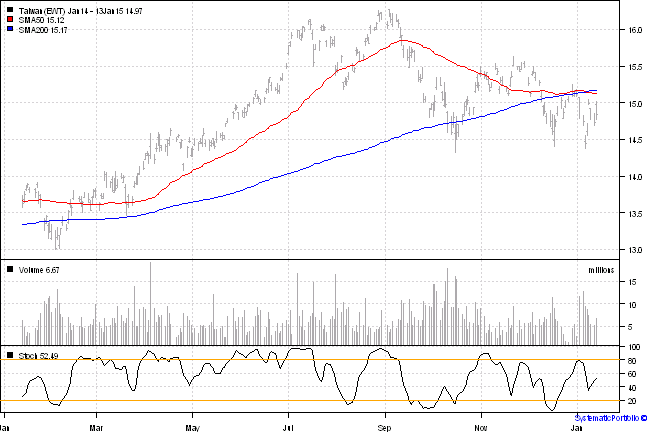 Taiwan (EWT) Jan 14 - 13Jan15 14.97
SMA50 15.12
SMA200 15.17
16.0
15.5
15.0
14.5
14.0
13.5
13.0
Volume 6.67
millions
15
10
5
Stoch 52.49
100
80
60
40
20
Jan
Mar
May
Jul
Sep
Nov
Jan
SystematicPortfolio ©